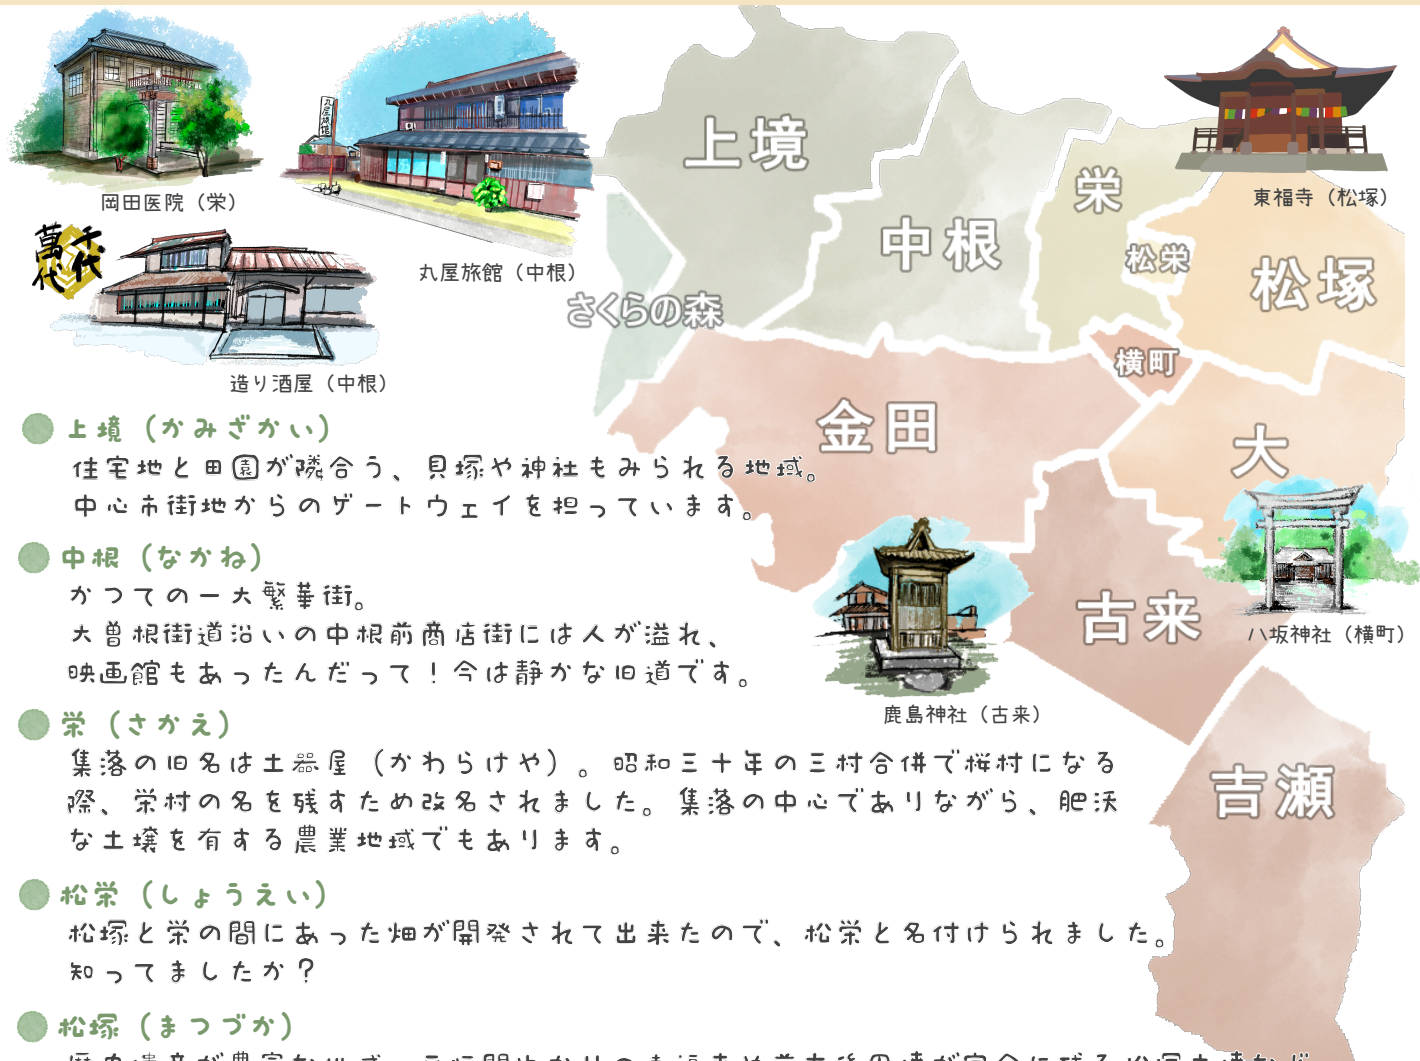 岡田医院（栄）
丸屋旅館
丸屋旅館（中根）
千代
萬代
造り酒屋（中根）
上境
中根
栄
松栄
東福寺（松塚）
松塚
さくらの森
横町
金田
大
古来
八坂神社（横町）
鹿島神社（古来）
吉瀬
上境（かみざかい）
住宅地と田園が隣合う、貝塚や神社もみられる地域。
中心市街地からのゲートウェイを担っています。
中根（なかね）
かつての一大繁華街。
大曽根街道沿いの中根前商店街には人が溢れ、
映画館もあったんだって！今は静かな旧道です。
栄（さかえ）
集落の旧名は土器屋（かわらけや）。昭和三十年の三村合併で桜村になる
際、栄村の名を残すため改名されました。集落の中心でありながら、肥沃
な土壌を有する農業地域でもあります。
松栄（しょうえい）
松塚と栄の間にあった畑が開発されて出来たので、松栄と名付けられました。
知ってましたか？
松塚（まつづか）